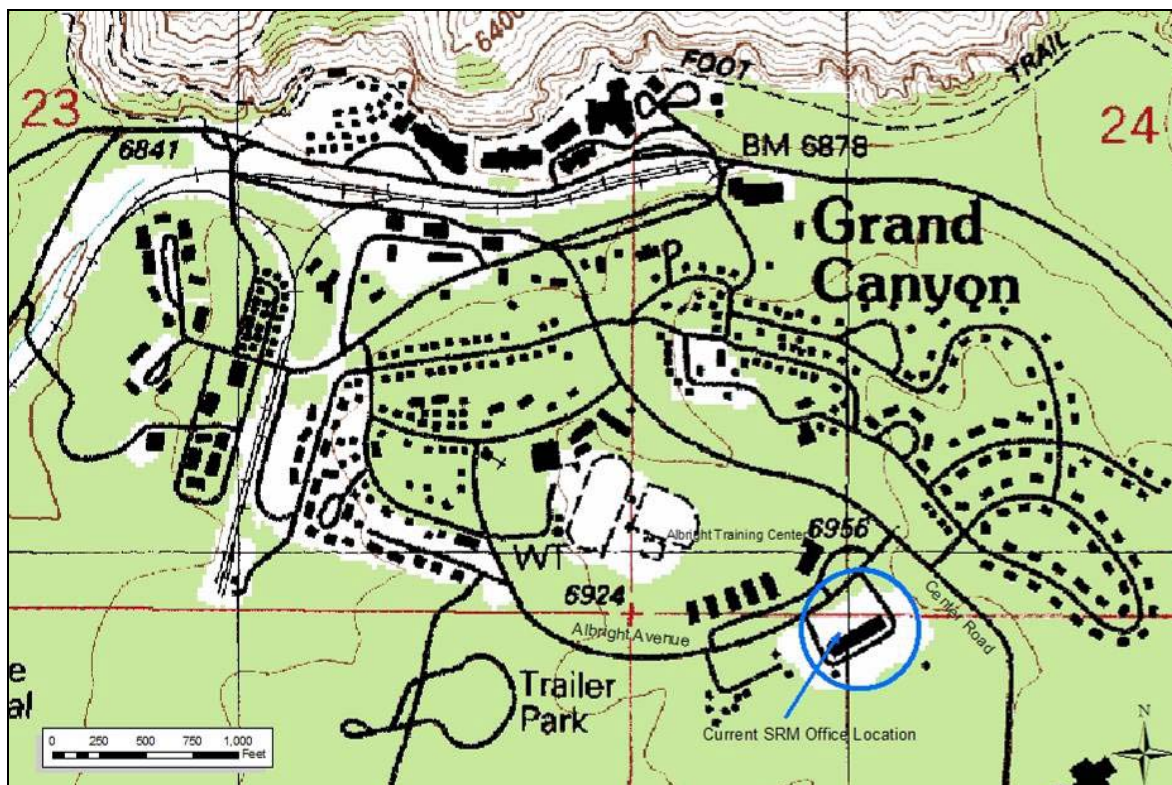 6400
FOOT
TRAIL
23
24
6841
BM 6878
Grand
Canyon
Albright Training Center
6956
WT
6924
Albright Avenue
Center Road
e
al
Trailer
Park
Current SRM Office Location
N
0 250 500 750 1,000
Feet